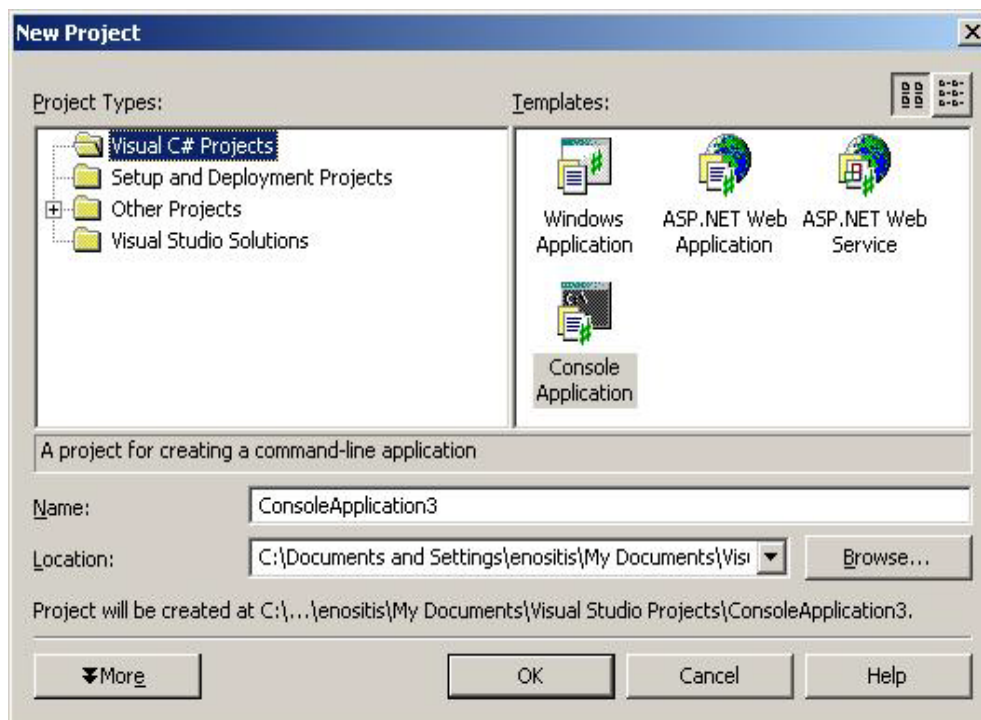 New Project
Project Types:
Templates:
Visual C# Projects
Setup and Deployment Projects
Other Projects
Visual Studio Solutions
Windows
Application
ASP.NET Web
Application
ASP.NET Web
Service
Console
Application
A project for creating a command-line application
Name:
ConsoleApplication3
Location:
C:\Documents and Settings\enositis\My Documents\Visu
Browse...
Project will be created at C:\...\enositis\My Documents\Visual Studio Projects\ConsoleApplication3.
More
OK
Cancel
Help